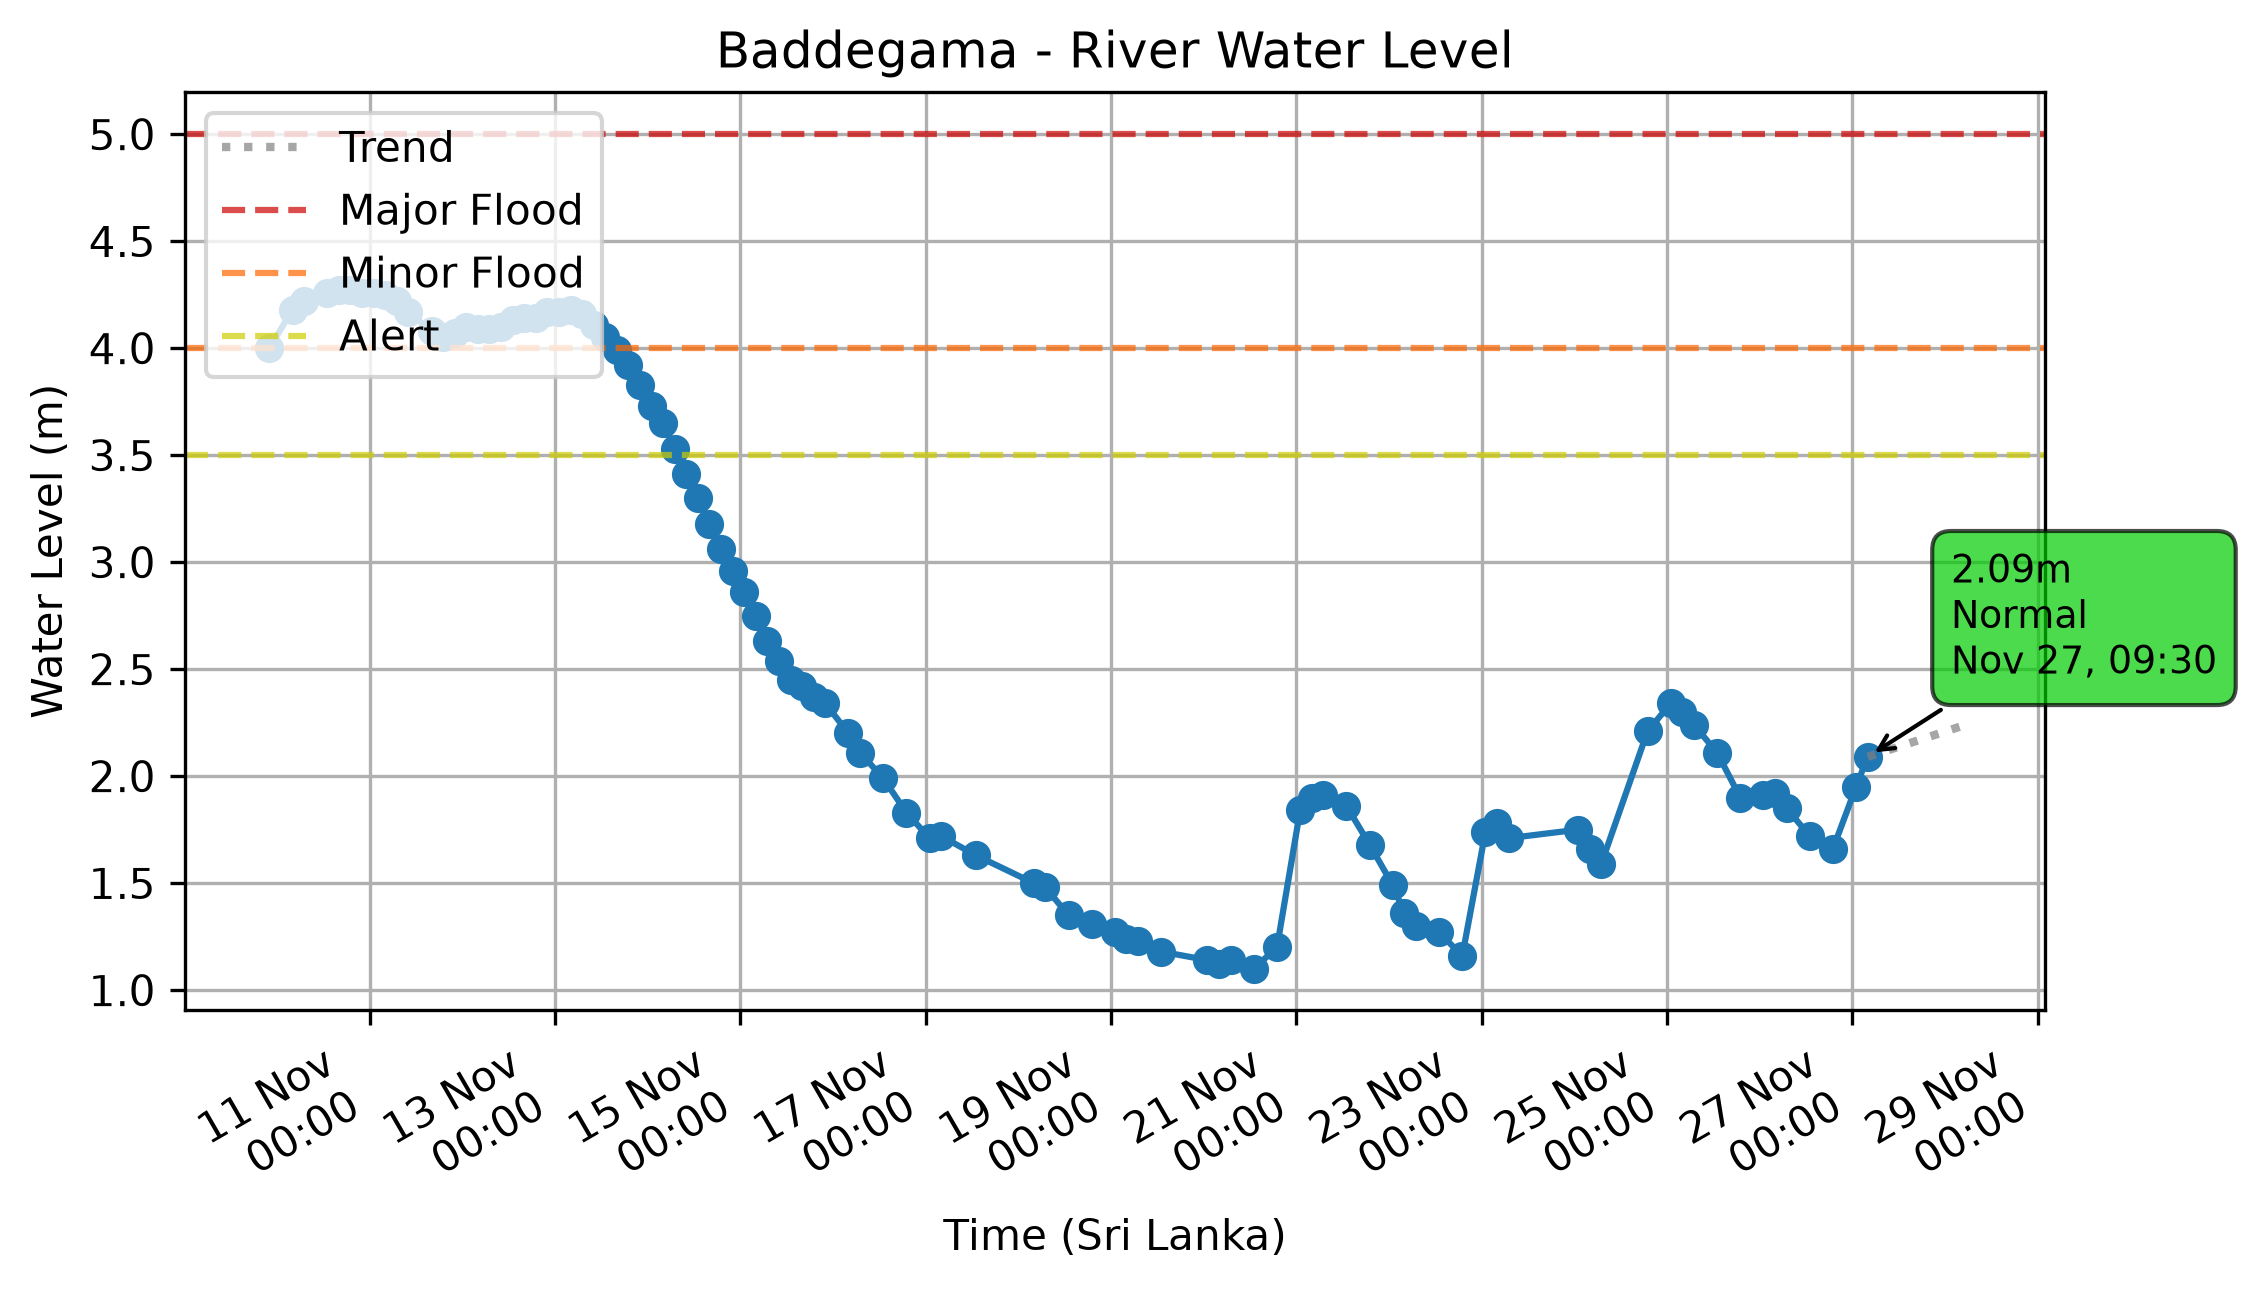 Baddegama - River Water Level
Trend
Major Flood
Minor Flood
Alert
5.0
4.5
4.0
3.5
3.0
2.5
2.0
1.5
1.0
Water Level (m)
2.09m
Normal
Nov 27, 09:30
11 Nov
00:00
13 Nov
00:00
15 Nov
00:00
17 Nov
00:00
19 Nov
00:00
21 Nov
00:00
23 Nov
00:00
25 Nov
00:00
27 Nov
00:00
29 Nov
00:00
Time (Sri Lanka)